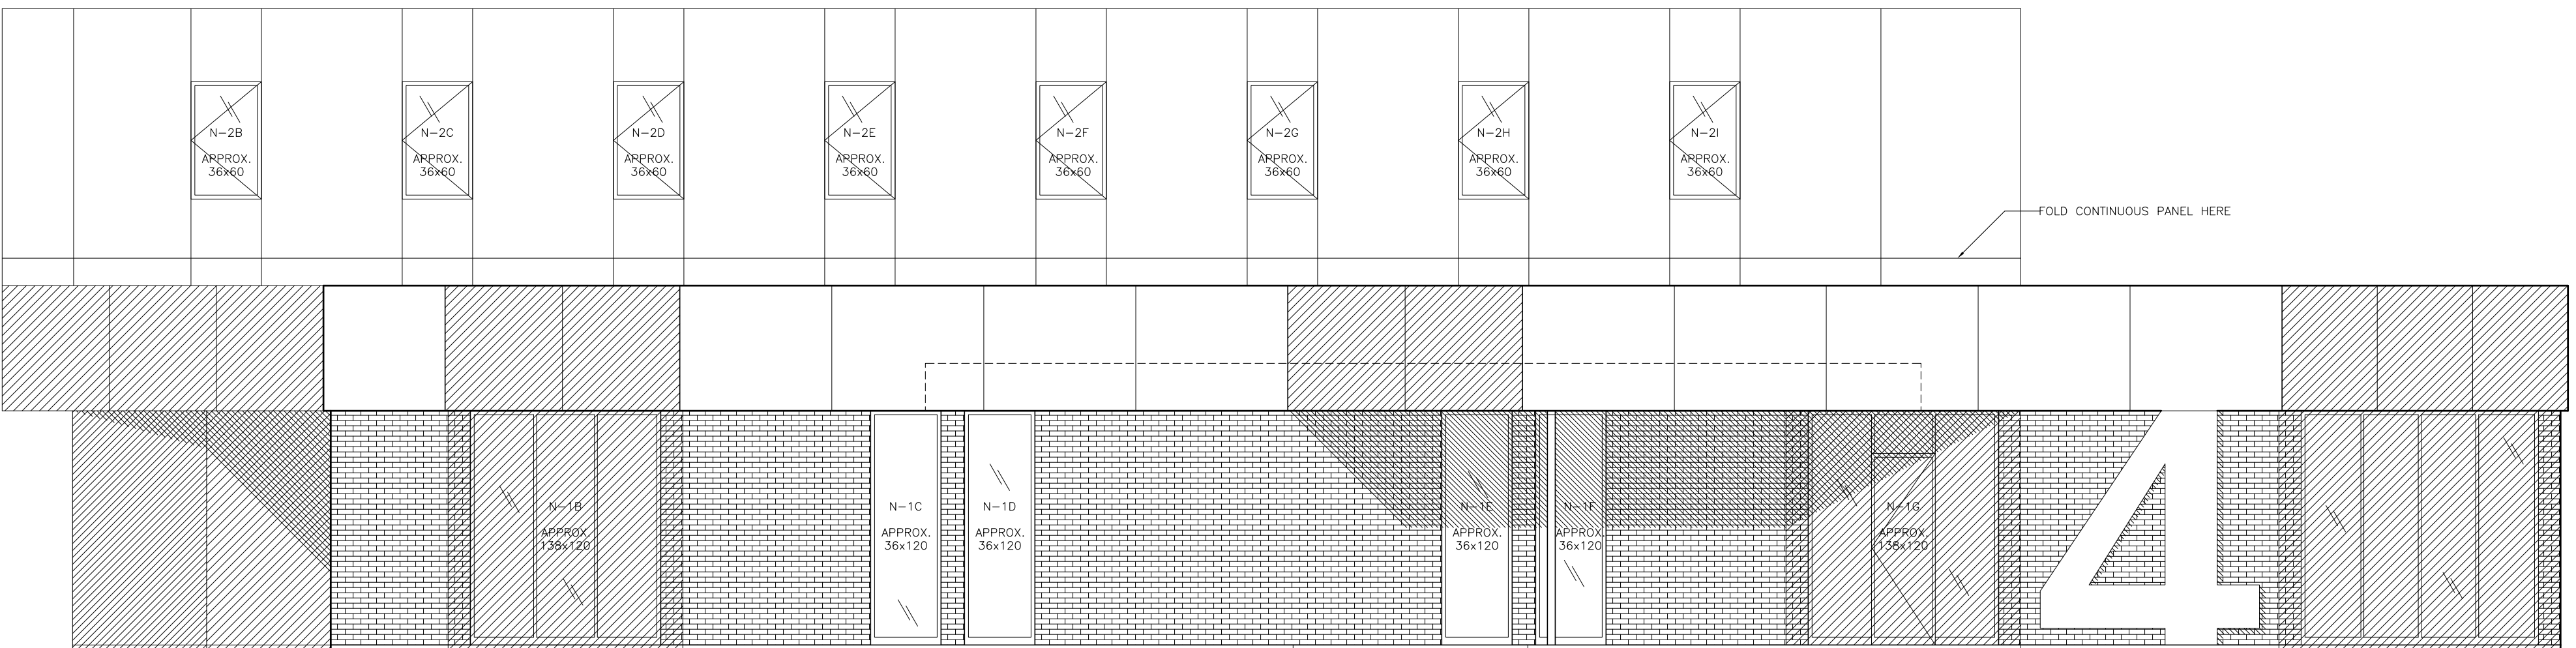 N-2B
APPROX.
36x60
N-2C
APPROX.
36x60
N-2D
APPROX.
36x60
N-2E
APPROX.
36x60
N-2F
APPROX.
36x60
N-2G
APPROX.
36x60
N-2H
APPROX.
36x60
N-2I
APPROX.
36x60
FOLD CONTINUOUS PANEL HERE
N-1B
APPROX.
138x120
N-1C
APPROX.
36x120
N-1D
APPROX.
36x120
N-1E
APPROX.
36x120
N-1F
APPROX.
36x120
N-1G
APPROX.
138x120
4